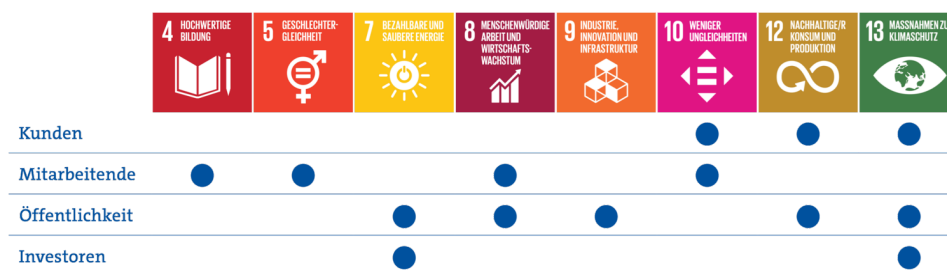 4 HOCHWERTIGE
BILDUNG
5 GESCHLECHTER-
GLEICHHEIT
7 BEZAHLBARE UND
SAUBERE ENERGIE
8 MENSCHENWÜRDIGE
ARBEIT UND
WIRTSCHAFTS-
WACHSTUM
9 INDUSTRIE,
INNOVATION UND
INFRASTRUKTUR
10 WENIGER
UNGLEICHHEITEN
12 NACHHALTIGE/R
KONSUM UND
PRODUKTION
13 MASSNAHMEN ZU
KLIMASCHUTZ
Kunden
Mitarbeitende
Öffentlichkeit
Investoren